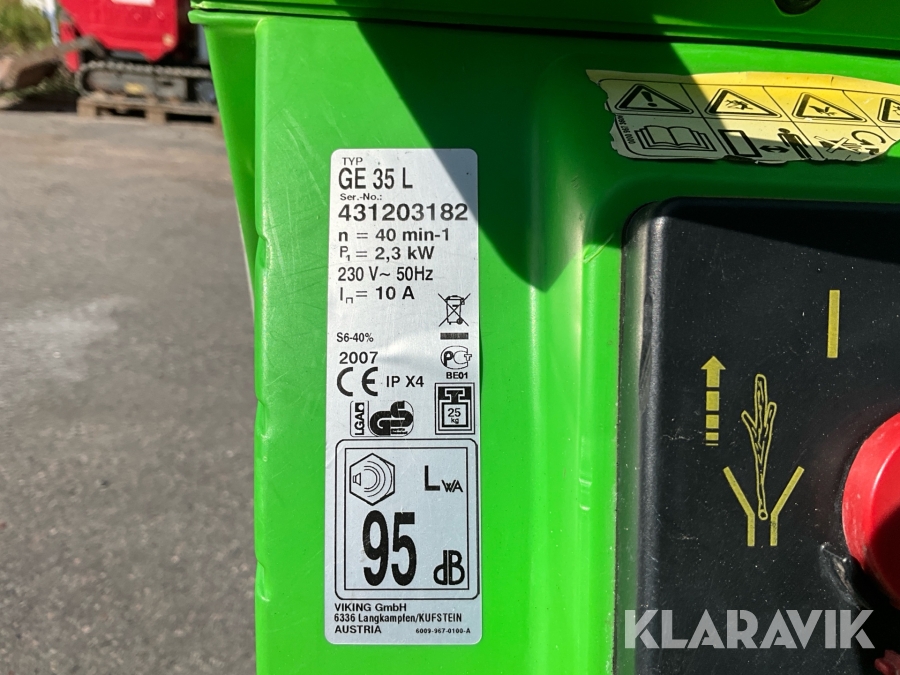 TYP
GE 35 L
Ser.-No.:
431203182
n = 40 min-1
P₁ = 2,3 kW
230 V~ 50Hz
Iₙ = 10 A
S6-40%
2007
BE01
CE IP X4
LGA GS
25
kg
LWA
95
dB
VIKING GmbH
6336 Langkampfen/KUFSTEIN
AUSTRIA 6009-967-0100-A
KLARAVIK